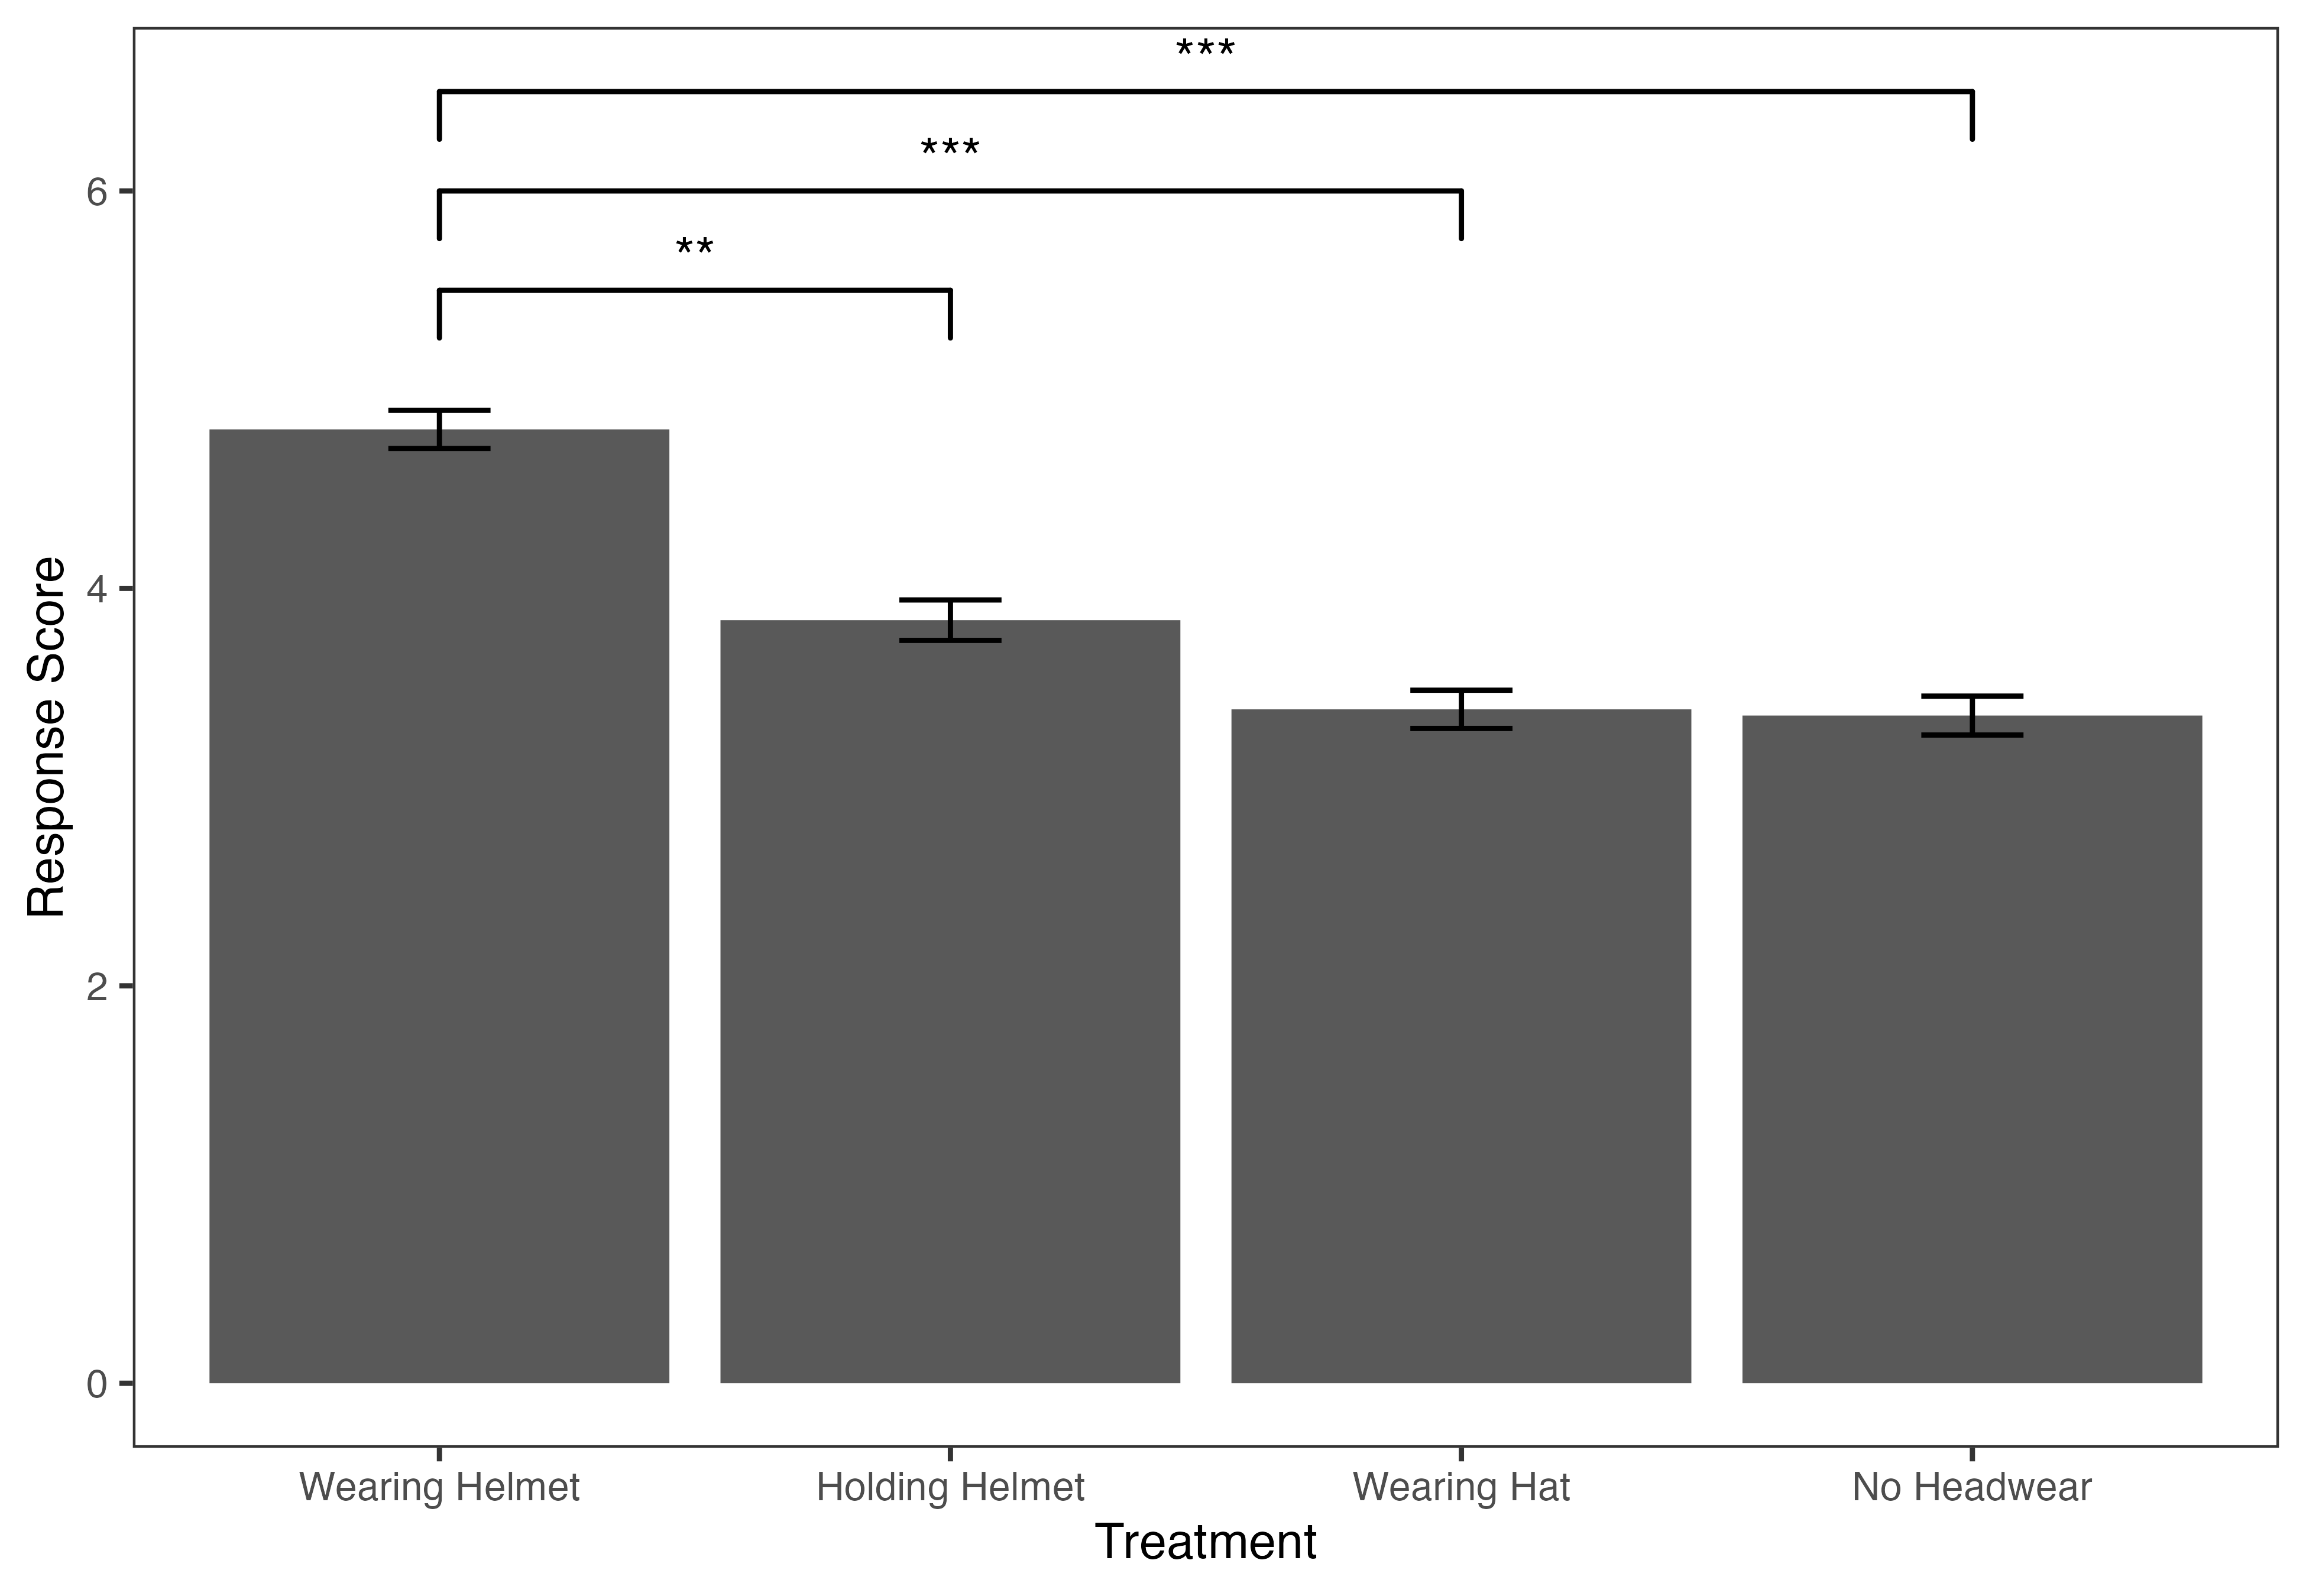 ***
***
**
6
4
2
0
Response Score
Wearing Helmet
Holding Helmet
Wearing Hat
No Headwear
Treatment